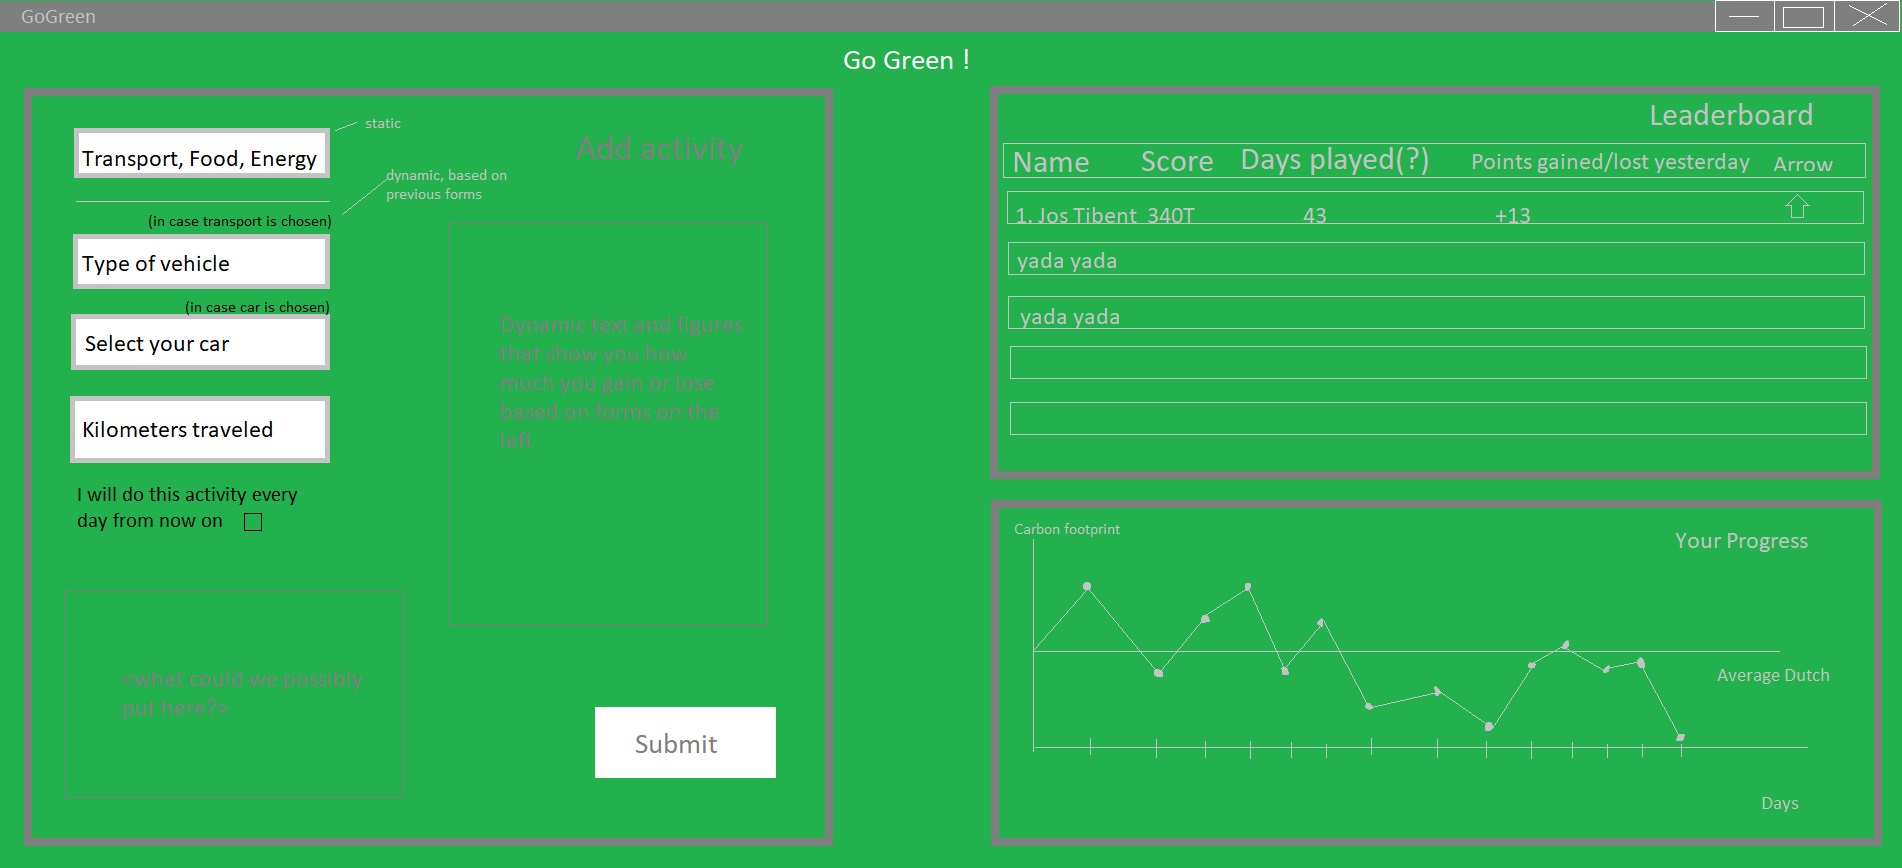 GoGreen
Go Green !
static
Transport, Food, Energy
Add activity
dynamic, based on
previous forms
(in case transport is chosen)
Type of vehicle
(in case car is chosen)
Select your car
Kilometers traveled
I will do this activity every
day from now on
Dynamic text and figures
that show you how
much you gain or lose
based on forms on the
left
<what could we possibly
put here?>
Submit
Leaderboard
Name Score Days played(?) Points gained/lost yesterday Arrow
1. Jos Tibent 340T 43 +13
yada yada
yada yada
Carbon footprint
Your Progress
Average Dutch
Days